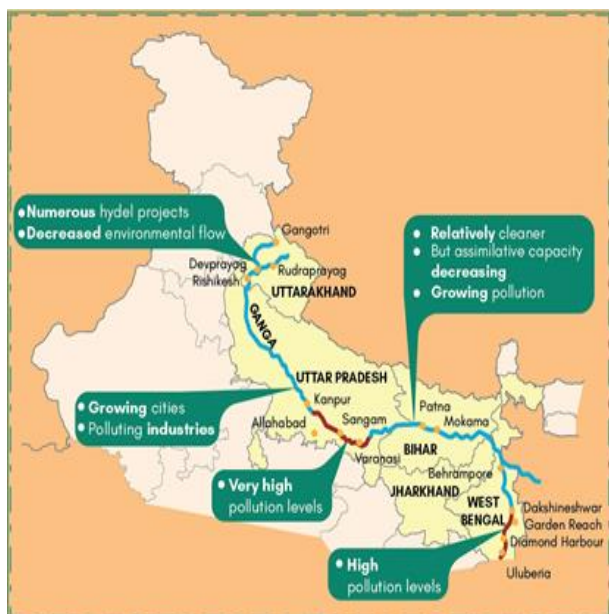 ● Numerous hydel projects
● Decreased environmental flow
Gangotri
● Relatively cleaner
● But assimilative capacity
decreasing
● Growing pollution
Devprayag
Rudraprayag
Rishikesh
UTTARAKHAND
GANGA
UTTAR PRADESH
● Growing cities
● Polluting industries
Kanpur
Allahabad
Sangam
Varanasi
Patna
Mokama
BIHAR
Behrampore
JHARKHAND
● Very high
pollution levels
WEST
BENGAL
Dakshineshwar
Garden Reach
Diamond Harbour
Uluberia
● High
pollution levels